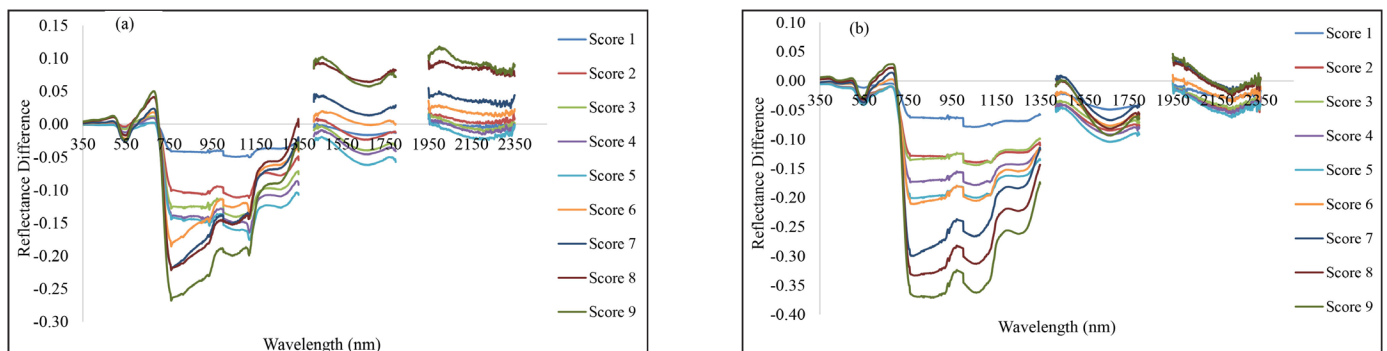 (a)
0.15
0.10
0.05
0.00
-0.05
-0.10
-0.15
-0.20
-0.25
-0.30
350 550 750 950 1150 1350 1550 1750 1950 2150 2350
Reflectance Difference
Wavelength (nm)
Score 1
Score 2
Score 3
Score 4
Score 5
Score 6
Score 7
Score 8
Score 9
(b)
0.10
0.05
0.00
-0.05
-0.10
-0.15
-0.20
-0.25
-0.30
-0.35
-0.40
350 550 750 950 1150 1350 1550 1750 1950 2150 2350
Reflectance Difference
Wavelength (nm)
Score 1
Score 2
Score 3
Score 4
Score 5
Score 6
Score 7
Score 8
Score 9